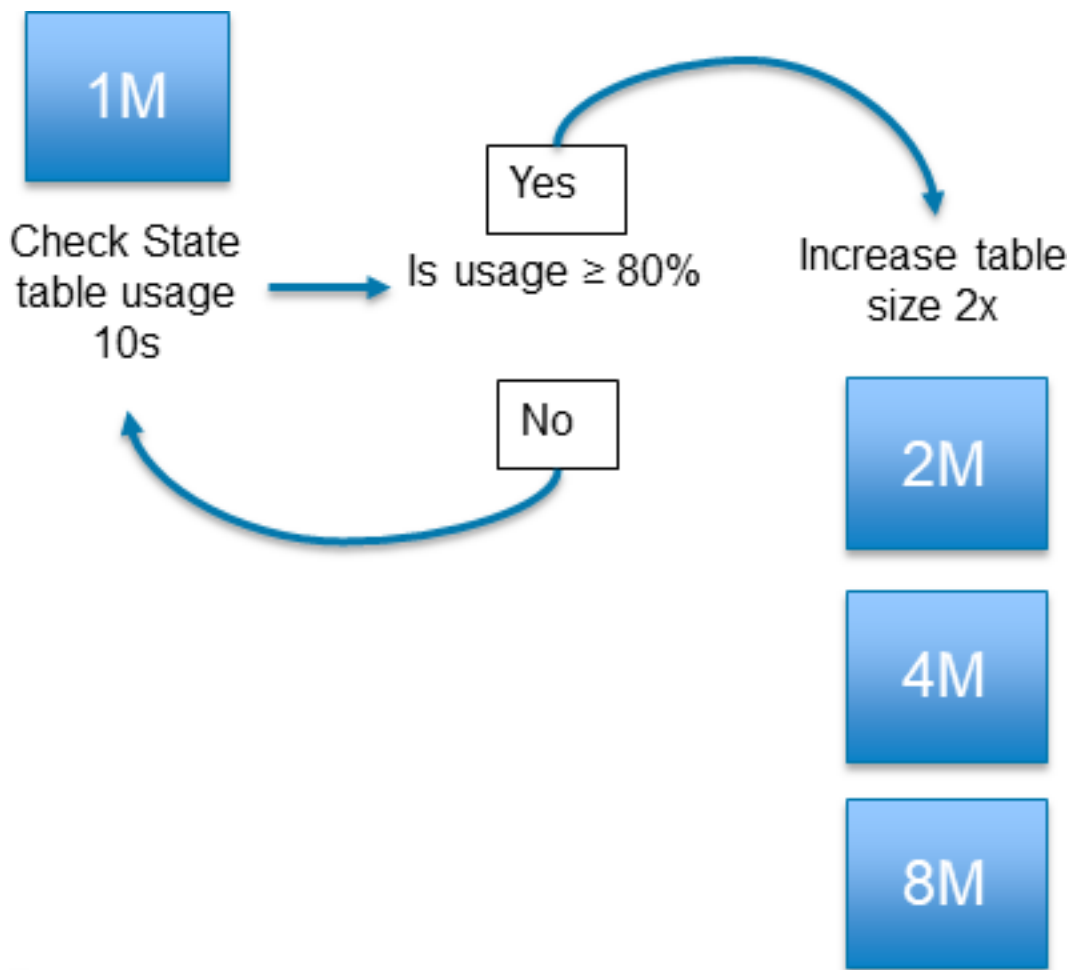 1M
Check State
table usage
10s
Yes
Is usage ≥ 80%
No
Increase table
size 2x
2M
4M
8M